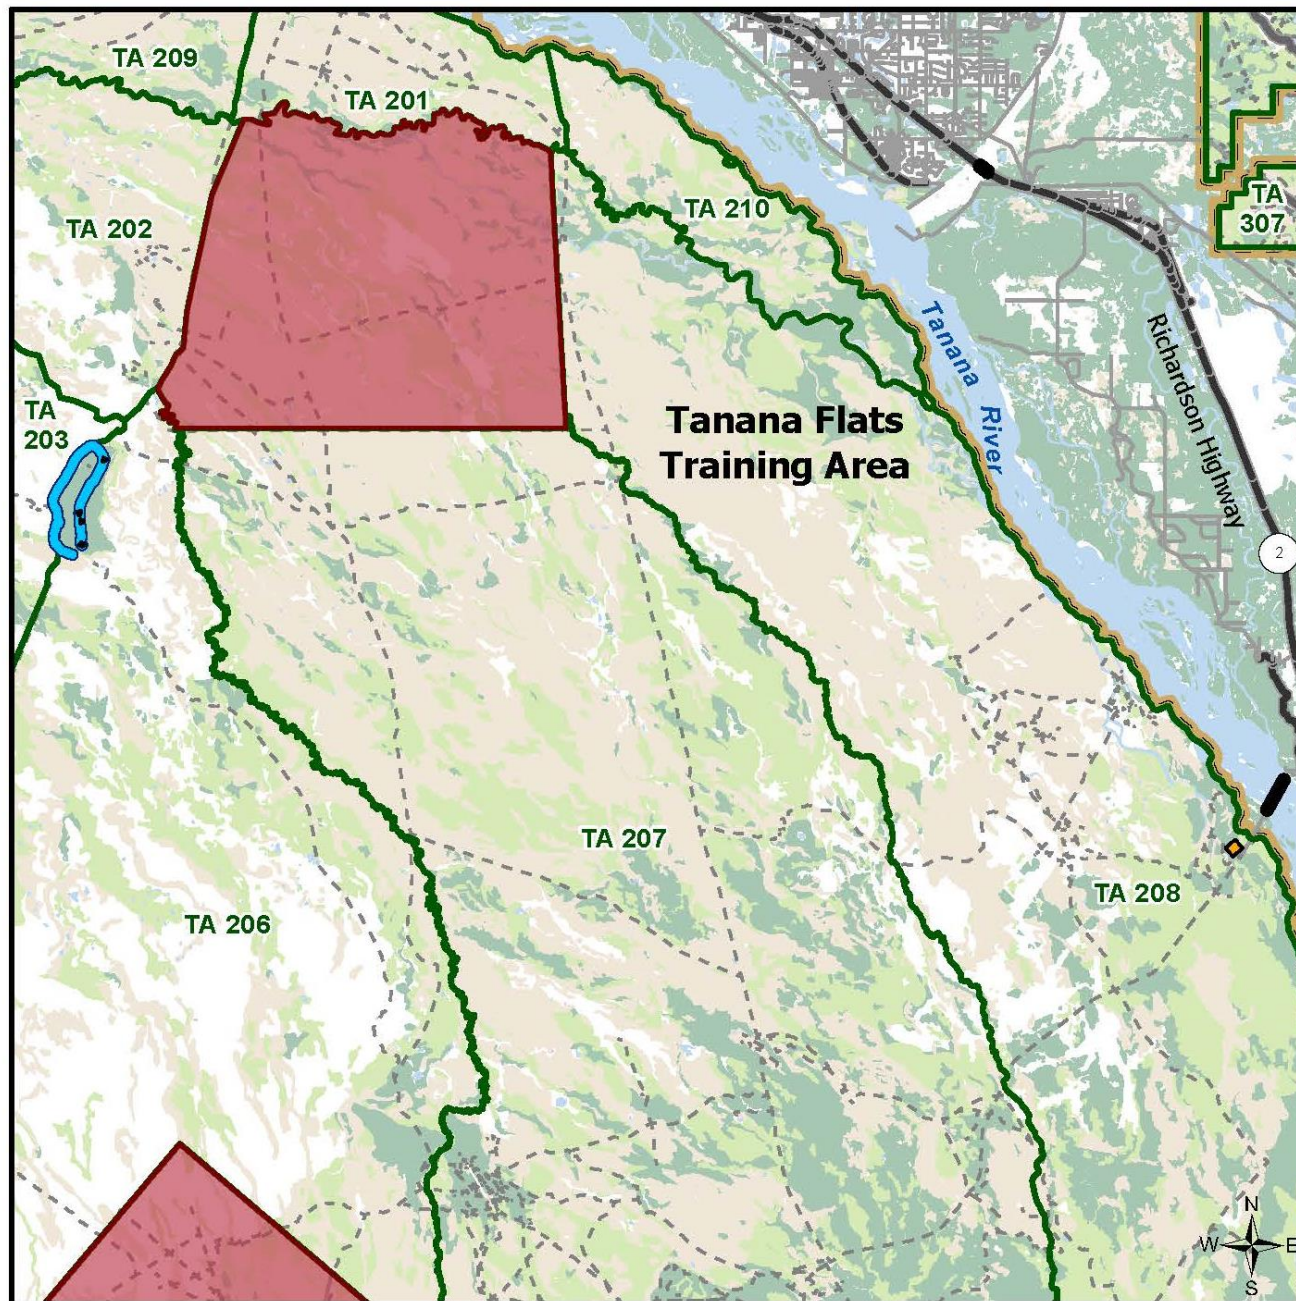 TA 209
TA 201
TA 202
TA 210
TA
307
Tanana River
Richardson Highway
TA
203
Tanana Flats
Training Area
2
TA 207
TA 208
TA 206
N
W
E
S